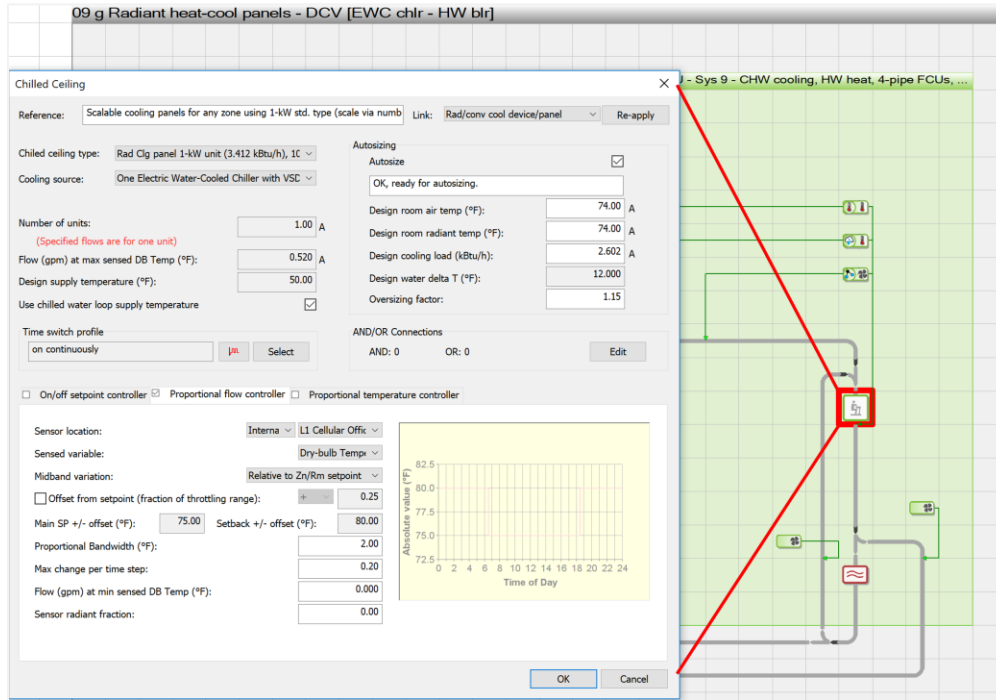 09 g Radiant heat-cool panels - DCV [EWC chlr - HW blr]
- Sys 9 - CHW cooling, HW heat, 4-pipe FCUs, ...
Chilled Ceiling
Reference: Scalable cooling panels for any zone using 1-kW std. type (scale via numb Link: Rad/conv cool device/panel Re-apply
Chiled ceiling type: Rad Clg panel 1-kW unit (3.412 kBtu/h), 1C
Cooling source: One Electric Water-Cooled Chiller with VSD
Autosizing
Autosize
OK, ready for autosizing.
Design room air temp (°F): 74.00 A
Design room radiant temp (°F): 74.00 A
Design cooling load (kBtu/h): 2.602 A
Design water delta T (°F): 12.000
Oversizing factor: 1.15
Number of units: 1.00 A
(Specified flows are for one unit)
Flow (gpm) at max sensed DB Temp (°F): 0.520 A
Design supply temperature (°F): 50.00
Use chilled water loop supply temperature
Time switch profile
on continuously Select
AND/OR Connections
AND: 0 OR: 0 Edit
On/off setpoint controller Proportional flow controller Proportional temperature controller
Sensor location: Interna L1 Cellular Offic
Sensed variable: Dry-bulb Tempe
Midband variation: Relative to Zn/Rm setpoint
Offset from setpoint (fraction of throttling range): + 0.25
Main SP +/- offset (°F): 75.00 Setback +/- offset (°F): 80.00
Proportional Bandwidth (°F): 2.00
Max change per time step: 0.20
Flow (gpm) at min sensed DB Temp (°F): 0.000
Sensor radiant fraction: 0.00
Absolute value (°F)
82.5
80.0
77.5
75.0
72.5
0 2 4 6 8 10 12 14 16 18 20 22 24
Time of Day
OK Cancel